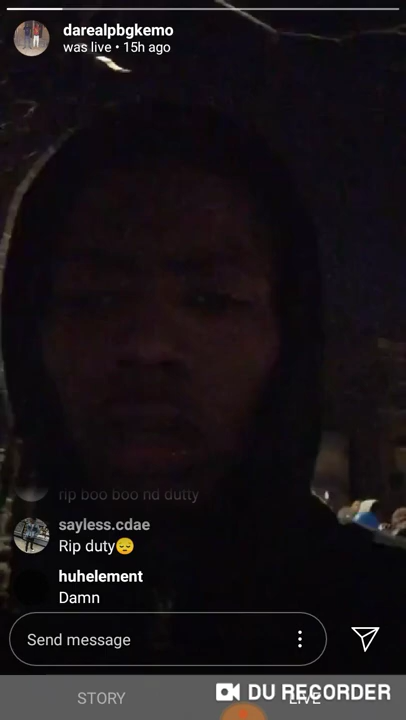 darealpbgkemo
was live • 15h ago
rip boo boo nd dutty
sayless.cdae
Rip duty😔
huhelement
Damn
Send message
STORY
LIVE
DU RECORDER